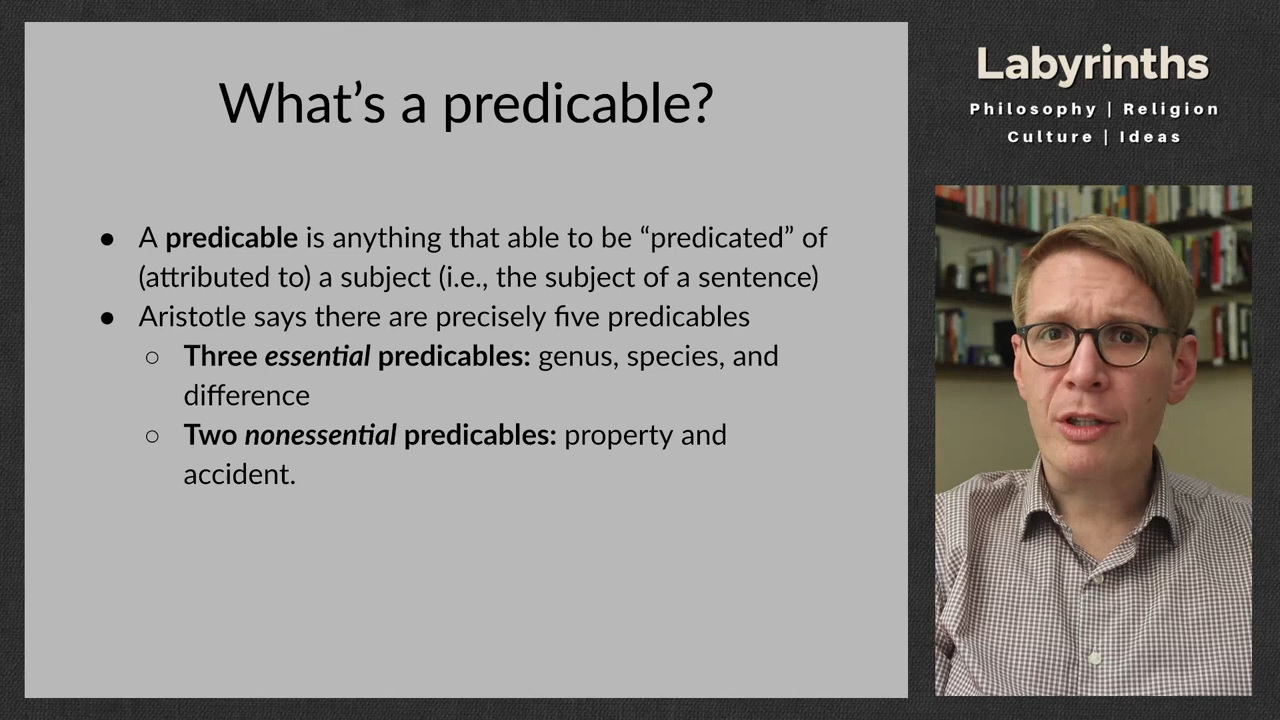 What’s a predicable?
● A predicable is anything that able to be “predicated” of
(attributed to) a subject (i.e., the subject of a sentence)
● Aristotle says there are precisely five predicables
○ Three essential predicables: genus, species, and
difference
○ Two nonessential predicables: property and
accident.
Labyrinths
Philosophy | Religion
Culture | Ideas